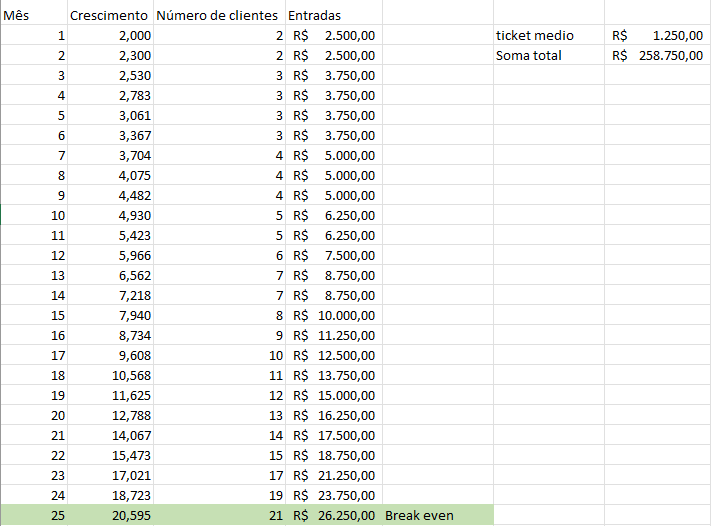 Mês Crescimento Número de clientes Entradas
1 2,000 2 R$ 2.500,00 ticket medio R$ 1.250,00
2 2,300 2 R$ 2.500,00 Soma total R$ 258.750,00
3 2,530 3 R$ 3.750,00
4 2,783 3 R$ 3.750,00
5 3,061 3 R$ 3.750,00
6 3,367 3 R$ 3.750,00
7 3,704 4 R$ 5.000,00
8 4,075 4 R$ 5.000,00
9 4,482 4 R$ 5.000,00
10 4,930 5 R$ 6.250,00
11 5,423 5 R$ 6.250,00
12 5,966 6 R$ 7.500,00
13 6,562 7 R$ 8.750,00
14 7,218 7 R$ 8.750,00
15 7,940 8 R$ 10.000,00
16 8,734 9 R$ 11.250,00
17 9,608 10 R$ 12.500,00
18 10,568 11 R$ 13.750,00
19 11,625 12 R$ 15.000,00
20 12,788 13 R$ 16.250,00
21 14,067 14 R$ 17.500,00
22 15,473 15 R$ 18.750,00
23 17,021 17 R$ 21.250,00
24 18,723 19 R$ 23.750,00
25 20,595 21 R$ 26.250,00 Break even